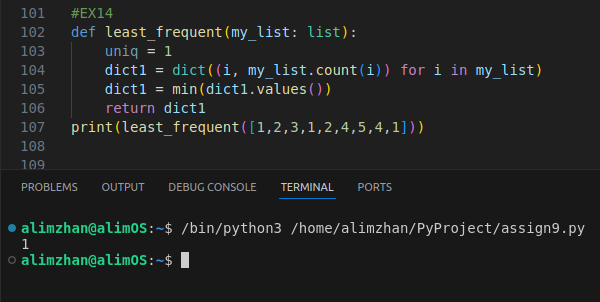 101 #EX14
102 def least_frequent(my_list: list):
103     uniq = 1
104     dict1 = dict((i, my_list.count(i)) for i in my_list)
105     dict1 = min(dict1.values())
106     return dict1
107 print(least_frequent([1,2,3,1,2,4,5,4,1]))
108
109
PROBLEMS OUTPUT DEBUG CONSOLE TERMINAL PORTS
alimzhan@alimOS:~$ /bin/python3 /home/alimzhan/PyProject/assign9.py
1
alimzhan@alimOS:~$